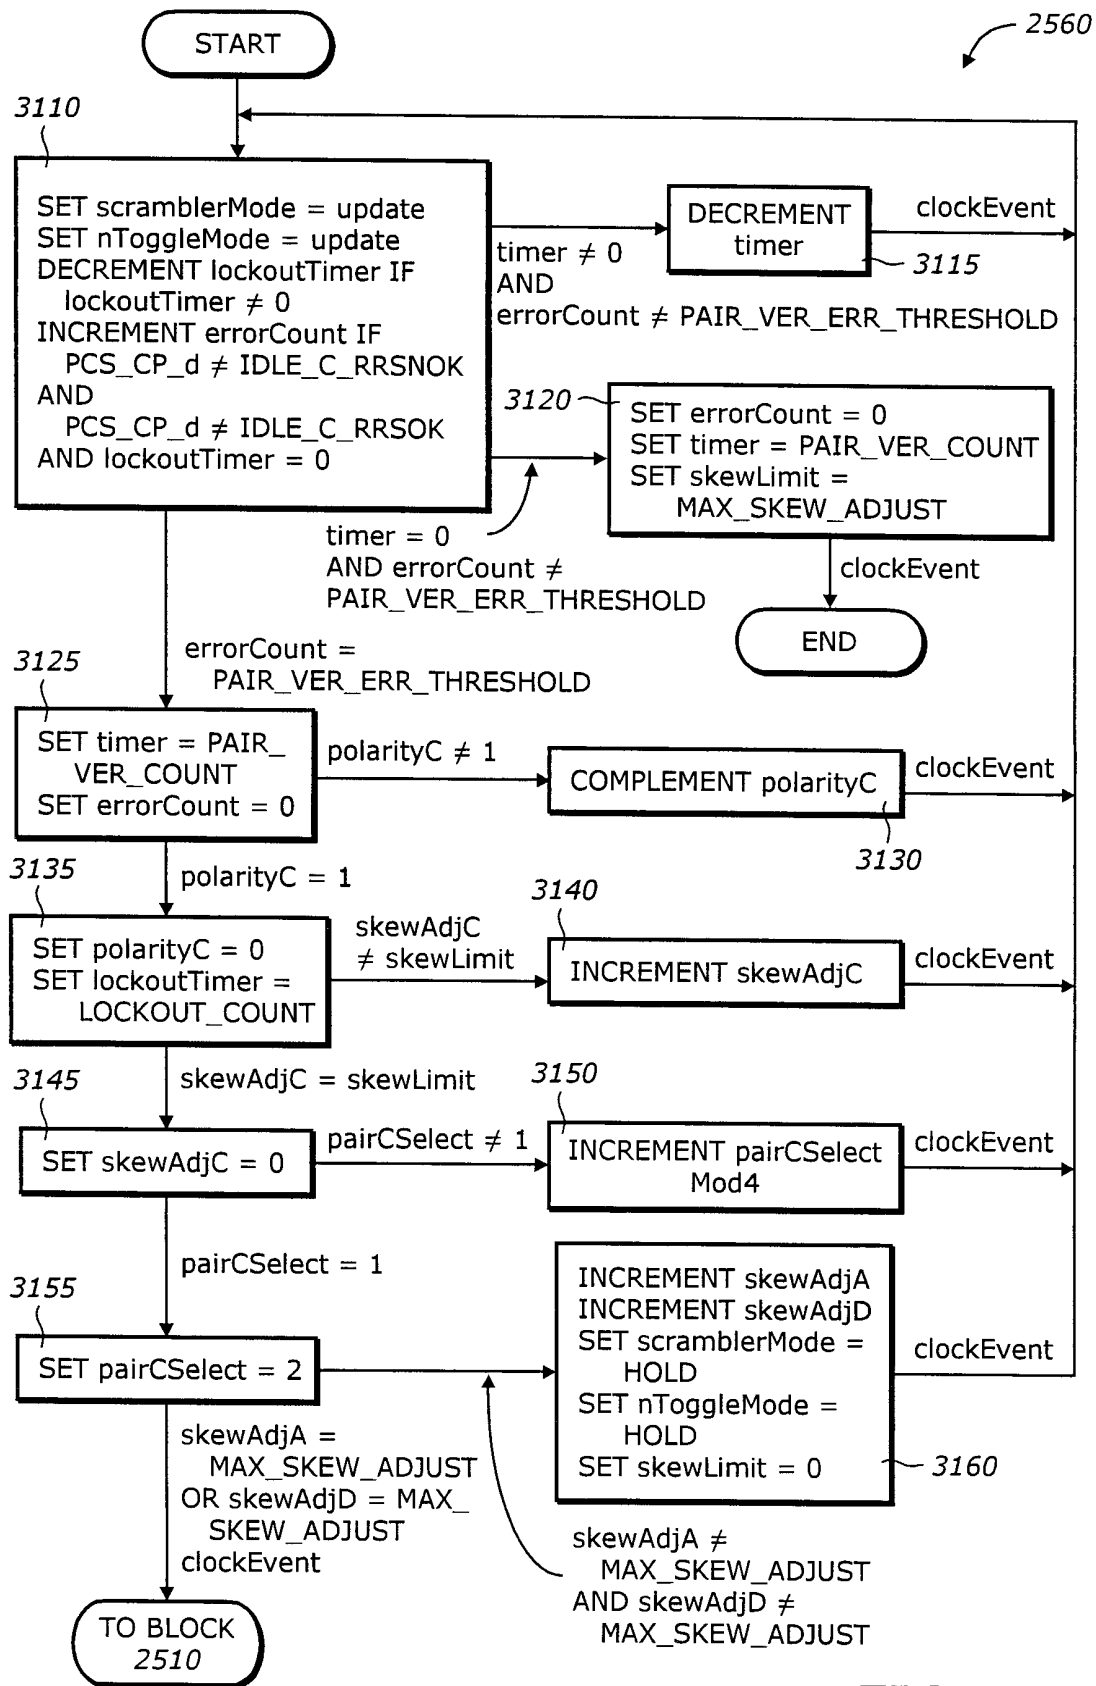 START
2560
3110
SET scramblerMode = update
SET nToggleMode = update
DECREMENT lockoutTimer IF
lockoutTimer ≠ 0
INCREMENT errorCount IF
PCS_CP_d ≠ IDLE_C_RRSNOK
AND
PCS_CP_d ≠ IDLE_C_RRSOK
AND lockoutTimer = 0
timer ≠ 0
AND
errorCount ≠ PAIR_VER_ERR_THRESHOLD
DECREMENT
timer
3115
clockEvent
timer = 0
AND errorCount ≠
PAIR_VER_ERR_THRESHOLD
3120
SET errorCount = 0
SET timer = PAIR_VER_COUNT
SET skewLimit =
MAX_SKEW_ADJUST
clockEvent
END
errorCount =
PAIR_VER_ERR_THRESHOLD
3125
SET timer = PAIR_
VER_COUNT
SET errorCount = 0
polarityC ≠ 1
COMPLEMENT polarityC
3130
clockEvent
polarityC = 1
3135
SET polarityC = 0
SET lockoutTimer =
LOCKOUT_COUNT
skewAdjC
≠ skewLimit
3140
INCREMENT skewAdjC
clockEvent
skewAdjC = skewLimit
3145
SET skewAdjC = 0
pairCSelect ≠ 1
3150
INCREMENT pairCSelect
Mod4
clockEvent
pairCSelect = 1
3155
SET pairCSelect = 2
INCREMENT skewAdjA
INCREMENT skewAdjD
SET scramblerMode =
HOLD
SET nToggleMode =
HOLD
SET skewLimit = 0
3160
clockEvent
skewAdjA =
MAX_SKEW_ADJUST
OR skewAdjD = MAX_
SKEW_ADJUST
clockEvent
skewAdjA ≠
MAX_SKEW_ADJUST
AND skewAdjD ≠
MAX_SKEW_ADJUST
TO BLOCK
2510